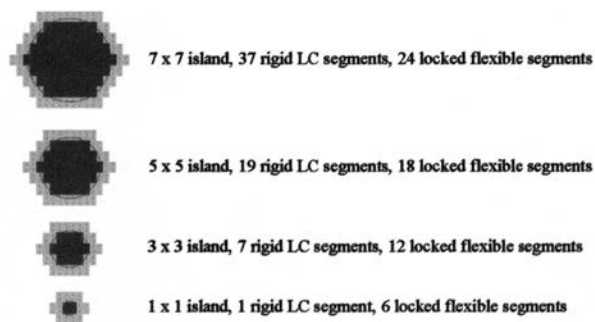 7 x 7 island, 37 rigid LC segments, 24 locked flexible segments
5 x 5 island, 19 rigid LC segments, 18 locked flexible segments
3 x 3 island, 7 rigid LC segments, 12 locked flexible segments
1 x 1 island, 1 rigid LC segment, 6 locked flexible segments